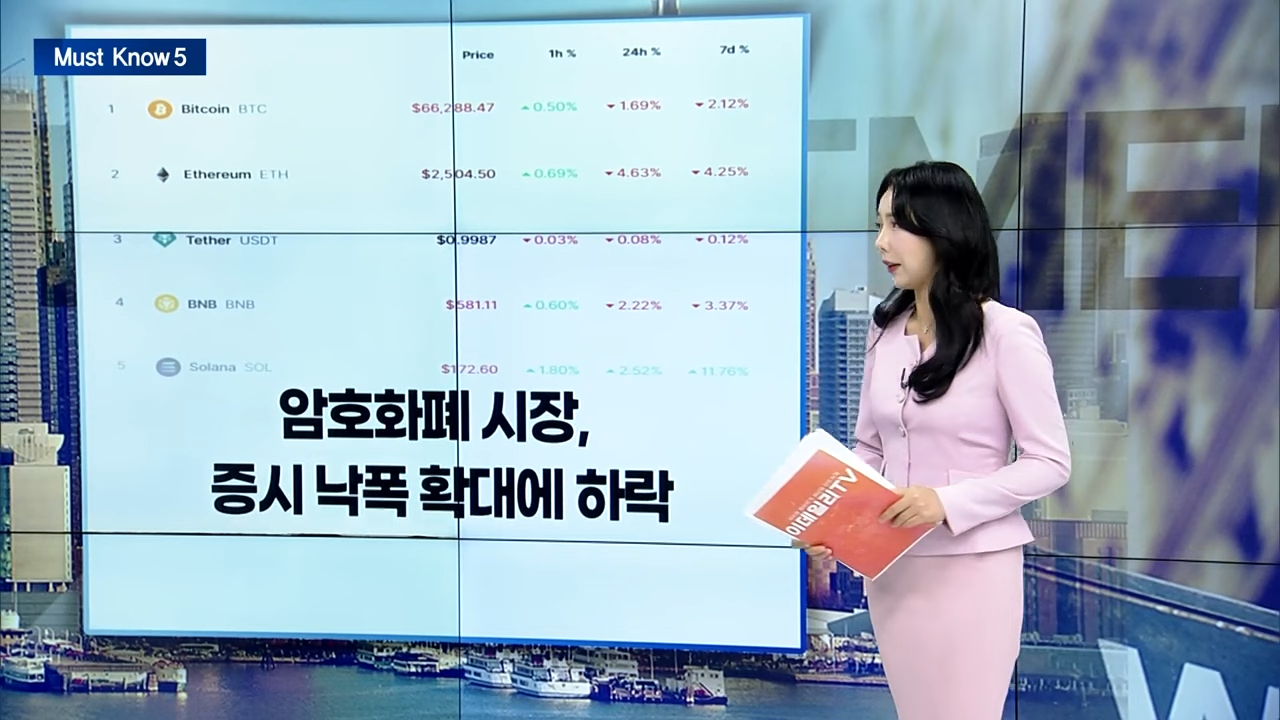 Must Know 5
Price 1h % 24h % 7d %
1 Bitcoin BTC $66,288.47 0.50% 1.69% 2.12%
2 Ethereum ETH $2,504.50 0.69% 4.63% 4.25%
3 Tether USDT $0.9987 0.03% 0.08% 0.12%
4 BNB BNB $581.11 0.60% 2.22% 3.37%
5 Solana SOL $172.60 1.80% 2.52% 11.76%
암호화폐 시장,
증시 낙폭 확대에 하락
이데일리TV